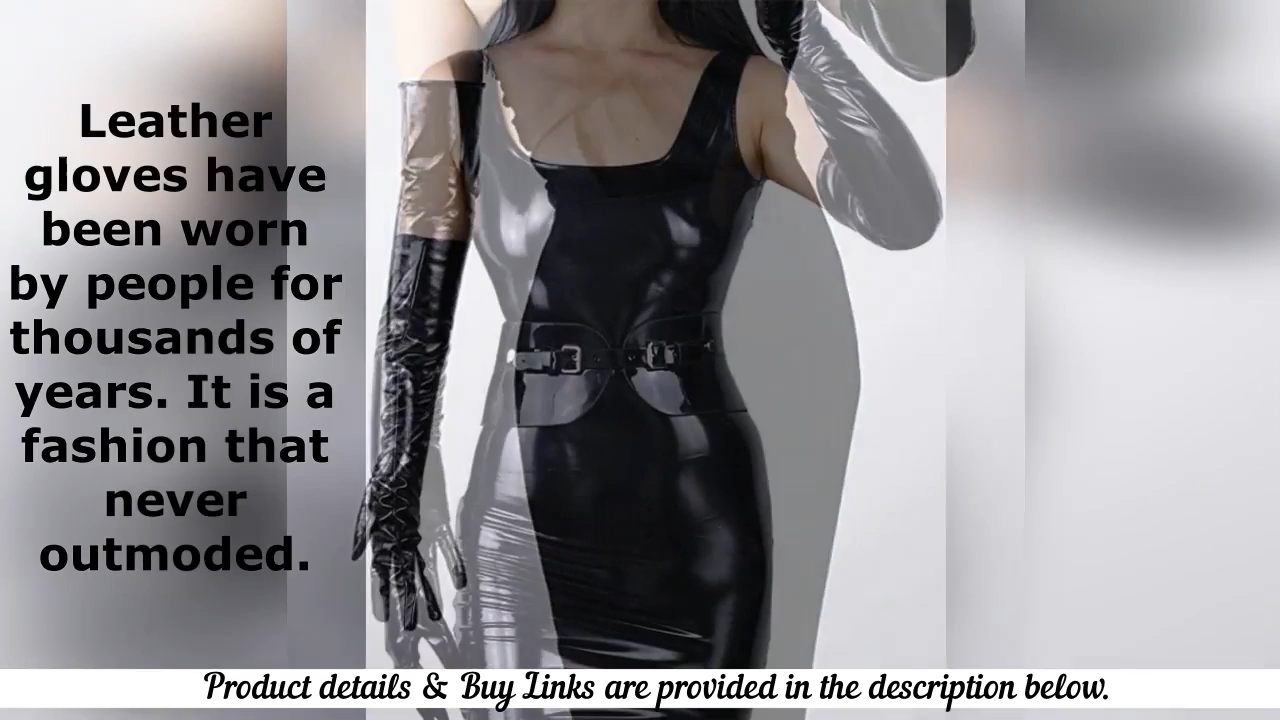 Leather
gloves have
been worn
by people for
thousands of
years. It is a
fashion that
never
outmoded.
Product details & Buy Links are provided in the description below.